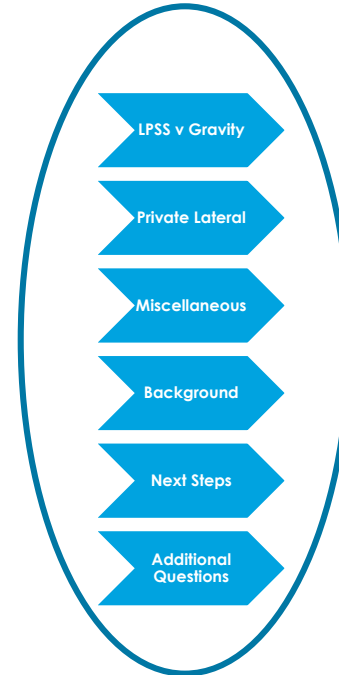 LPSS v Gravity
Private Lateral
Miscellaneous
Background
Next Steps
Additional
Questions